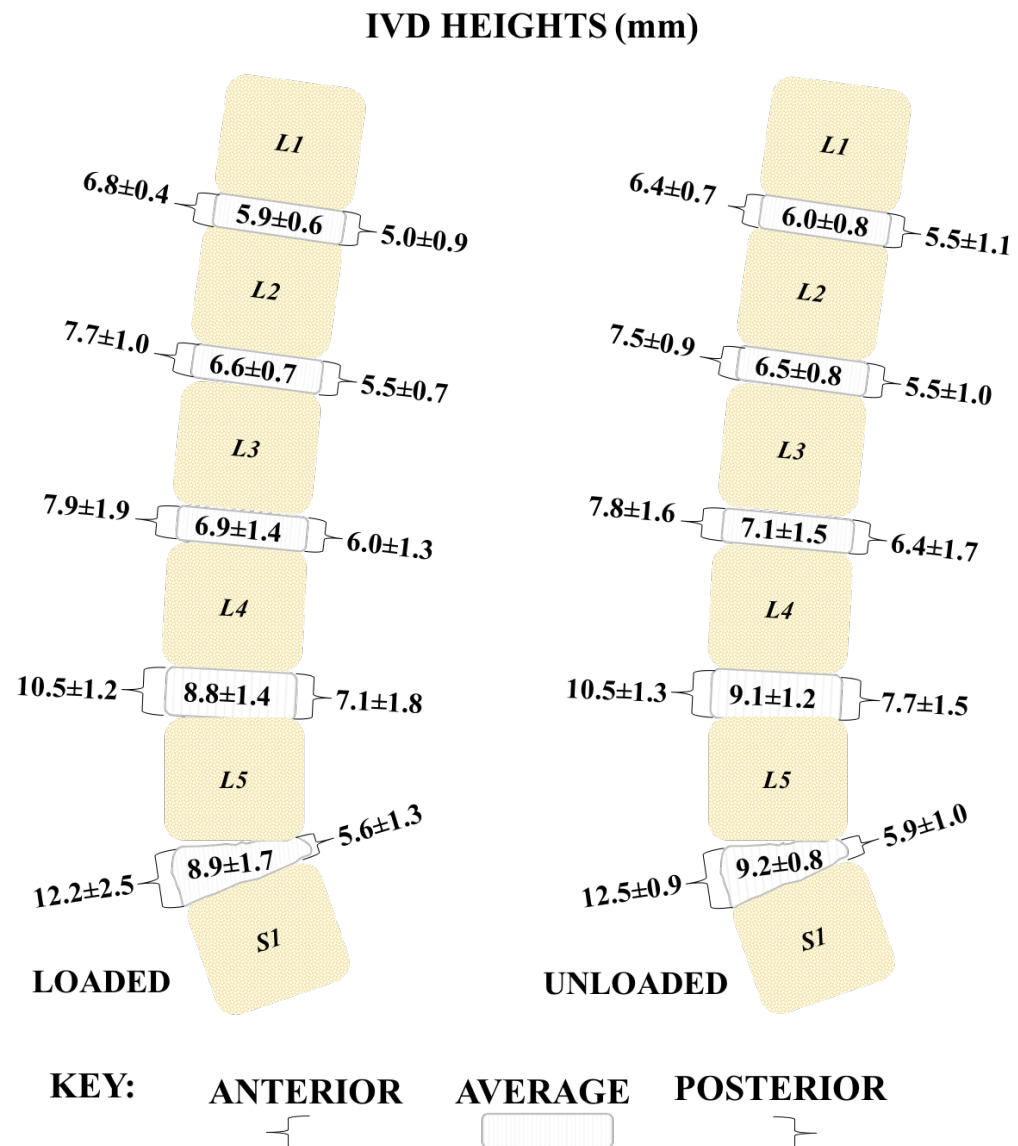 IVD HEIGHTS (mm)
L1
6.8±0.4
5.9±0.6
5.0±0.9
L2
7.7±1.0
6.6±0.7
5.5±0.7
L3
7.9±1.9
6.9±1.4
6.0±1.3
L4
10.5±1.2
8.8±1.4
7.1±1.8
L5
12.2±2.5
8.9±1.7
5.6±1.3
S1
LOADED
L1
6.4±0.7
6.0±0.8
5.5±1.1
L2
7.5±0.9
6.5±0.8
5.5±1.0
L3
7.8±1.6
7.1±1.5
6.4±1.7
L4
10.5±1.3
9.1±1.2
7.7±1.5
L5
12.5±0.9
9.2±0.8
5.9±1.0
S1
UNLOADED
KEY: ANTERIOR AVERAGE POSTERIOR